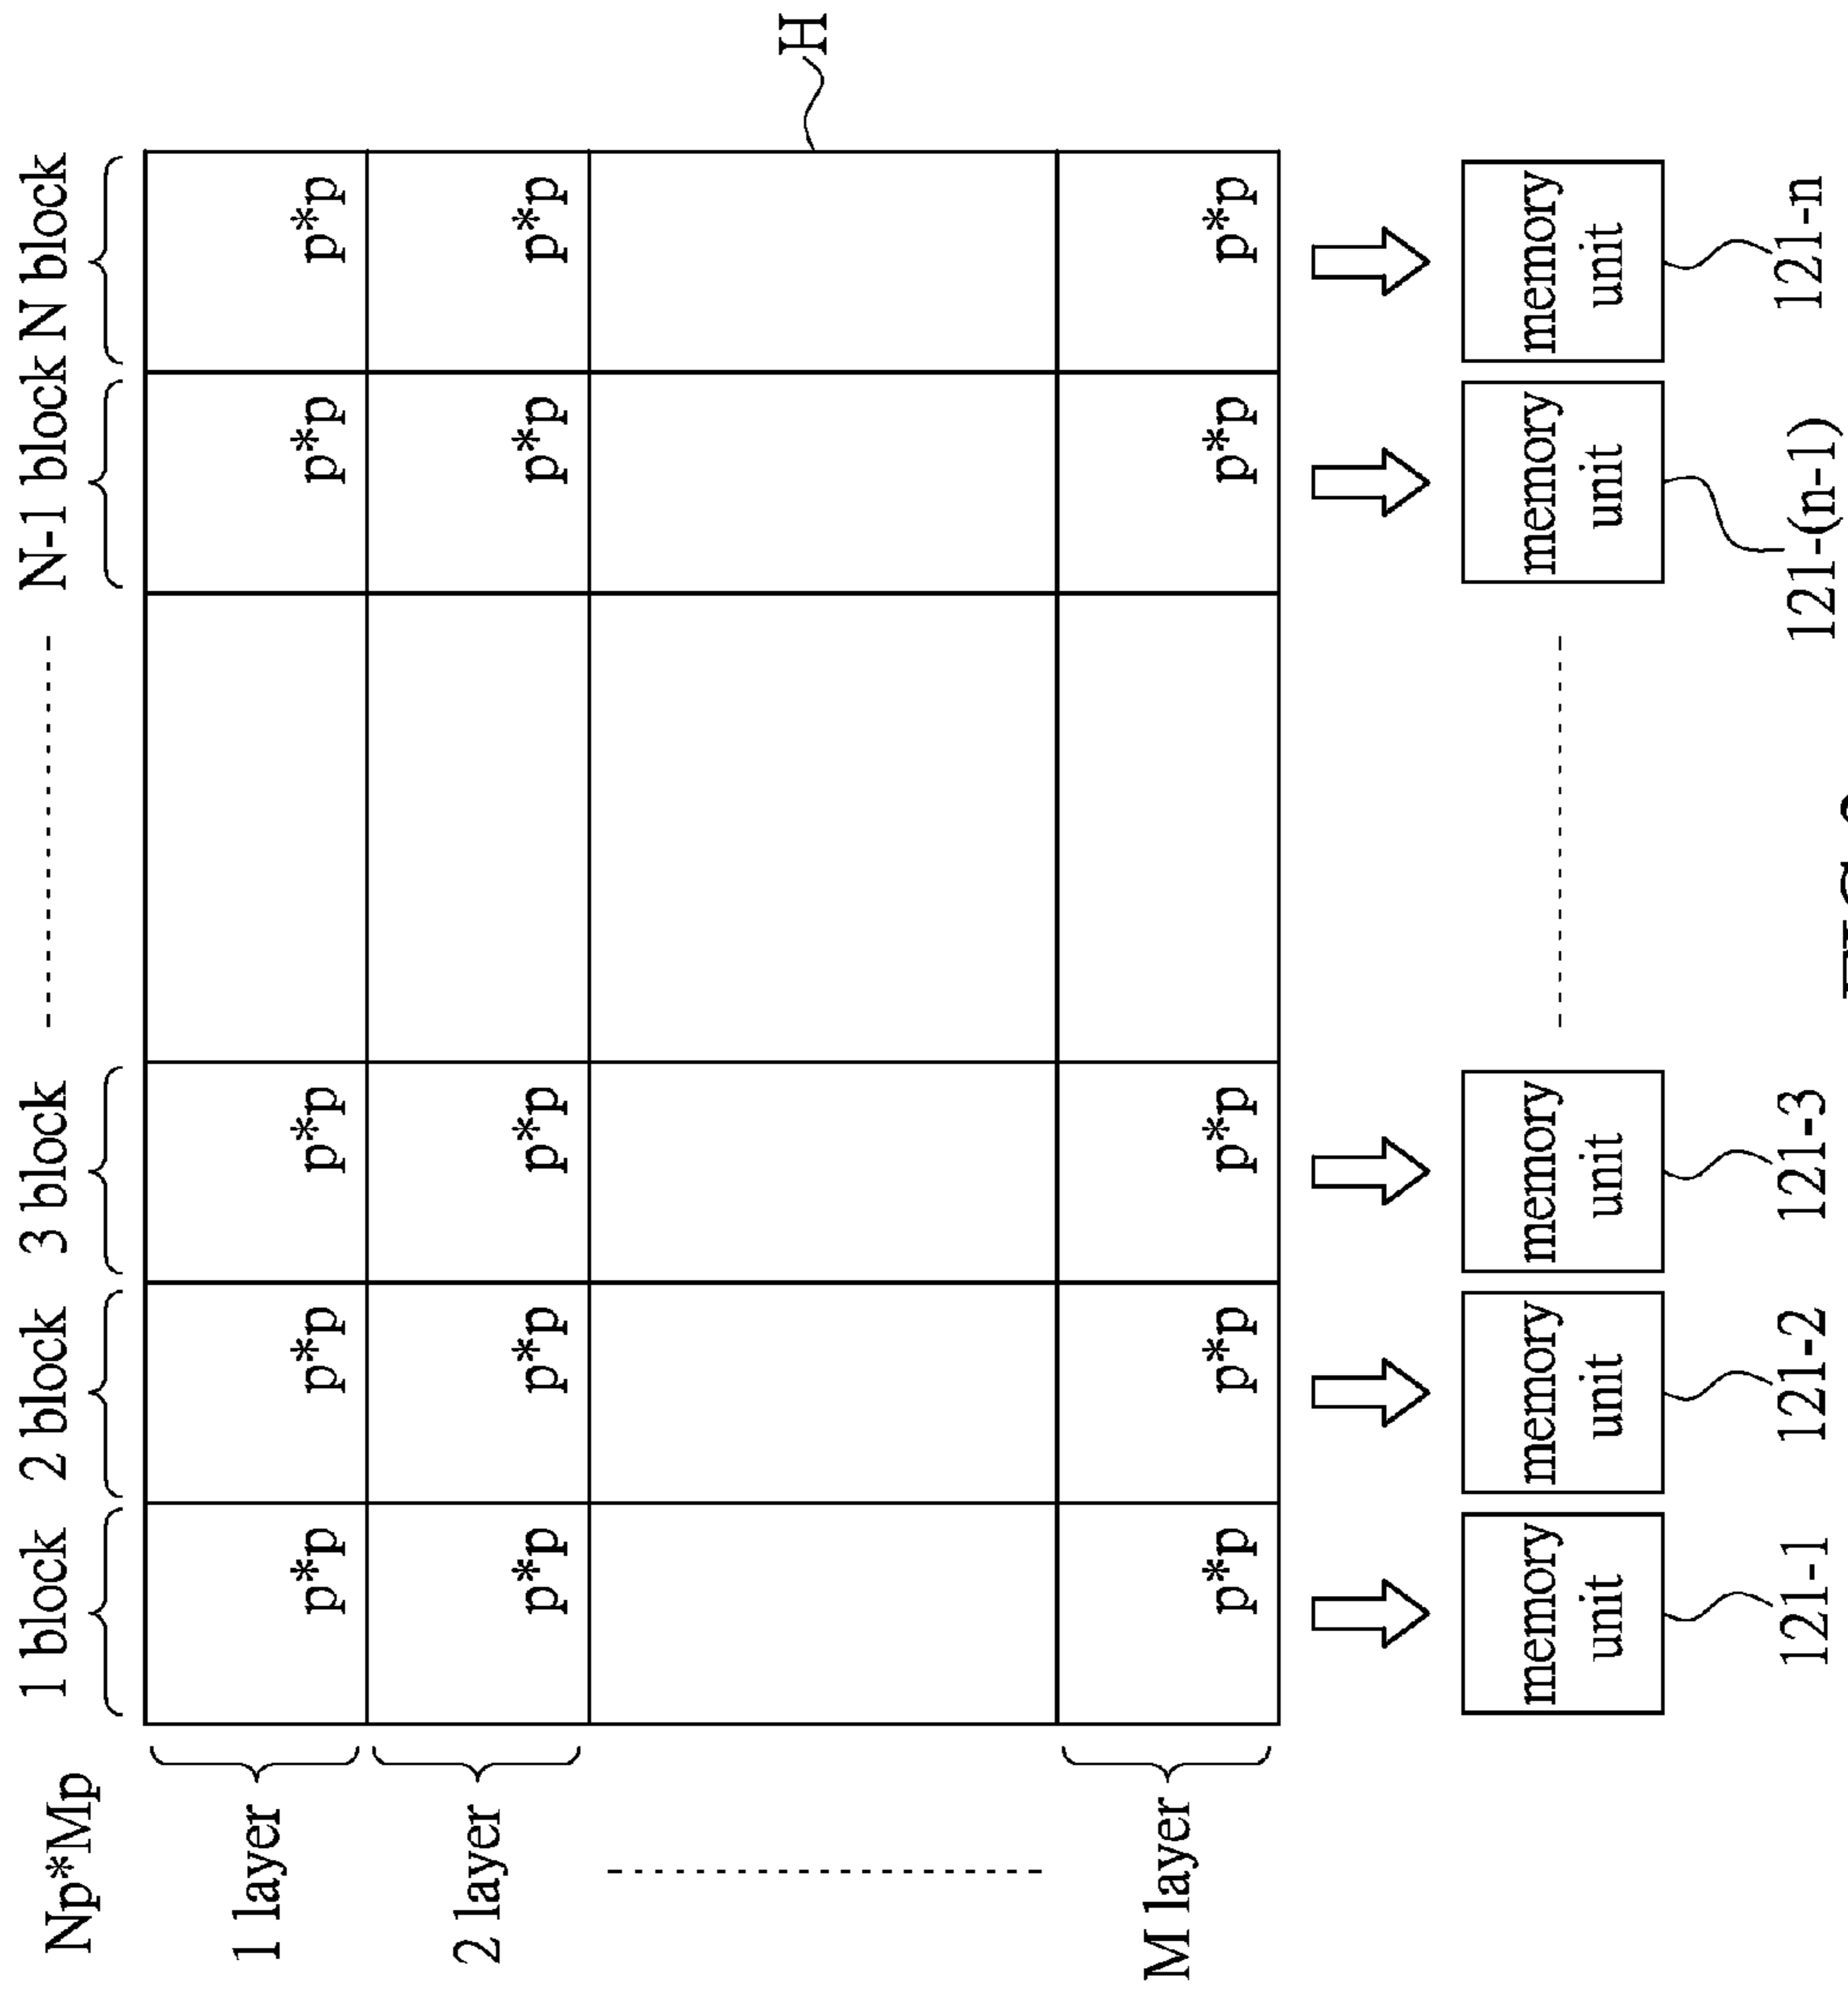 Np*Mp
1 block 2 block 3 block N-1 block N block
1 layer p*p p*p p*p p*p p*p
2 layer p*p p*p p*p p*p p*p
H
M layer p*p p*p p*p p*p p*p
memory unit memory unit memory unit memory unit memory unit
121-1 121-2 121-3 121-(n-1) 121-n